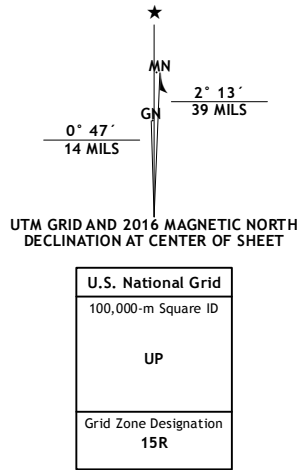 ★
MN
2° 13´
39 MILS
GN
0° 47´
14 MILS
UTM GRID AND 2016 MAGNETIC NORTH
DECLINATION AT CENTER OF SHEET
U.S. National Grid
100,000-m Square ID
UP
Grid Zone Designation
15R